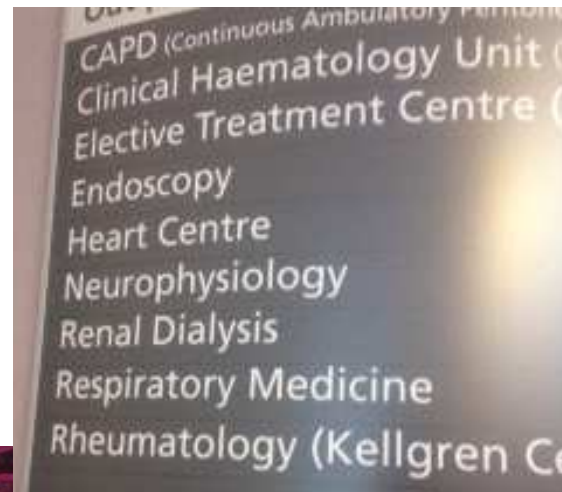 CAPD (Continuous Ambulatory
Clinical Haematology Unit (
Elective Treatment Centre (
Endoscopy
Heart Centre
Neurophysiology
Renal Dialysis
Respiratory Medicine
Rheumatology (Kellgren